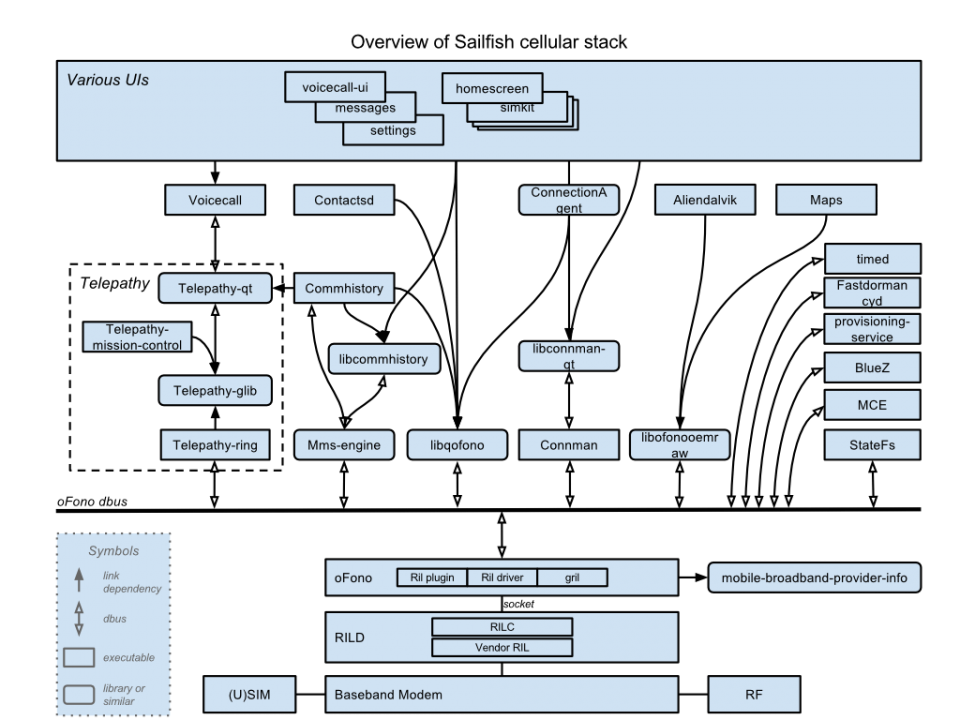 Overview of Sailfish cellular stack
Various UIs
voicecall-ui
messages
settings
homescreen
simkit
Voicecall
Contactsd
ConnectionA
gent
Aliendalvik
Maps
Telepathy
Telepathy-qt
Commhistory
timed
Fastdorman
cyd
Telepathy-
mission-control
libcommhistory
libconnman-
qt
provisioning-
service
BlueZ
Telepathy-glib
MCE
Telepathy-ring
Mms-engine
libqofono
Connman
libofonooemr
aw
StateFs
oFono dbus
Symbols
link
dependency
dbus
executable
library or
similar
oFono
Ril plugin
Ril driver
gril
mobile-broadband-provider-info
socket
RILD
RILC
Vendor RIL
(U)SIM
Baseband Modem
RF